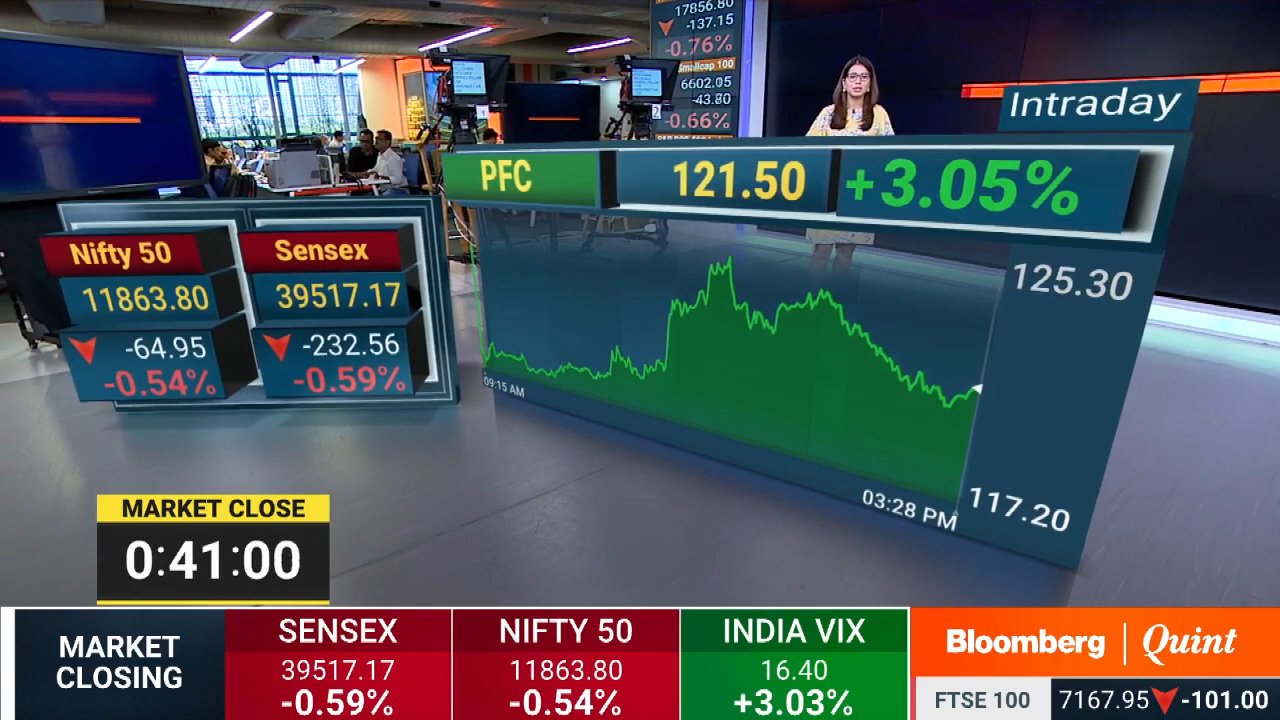 17856.80
-137.15
-0.76%
Smallcap 100
6602.05
-43.80
-0.66%
Intraday
PFC
121.50
+3.05%
Nifty 50
11863.80
-64.95
-0.54%
Sensex
39517.17
-232.56
-0.59%
125.30
09:15 AM
03:28 PM
117.20
MARKET CLOSE
0:41:00
MARKET
CLOSING
SENSEX
39517.17
-0.59%
NIFTY 50
11863.80
-0.54%
INDIA VIX
16.40
+3.03%
Bloomberg | Quint
FTSE 100
7167.95
-101.00